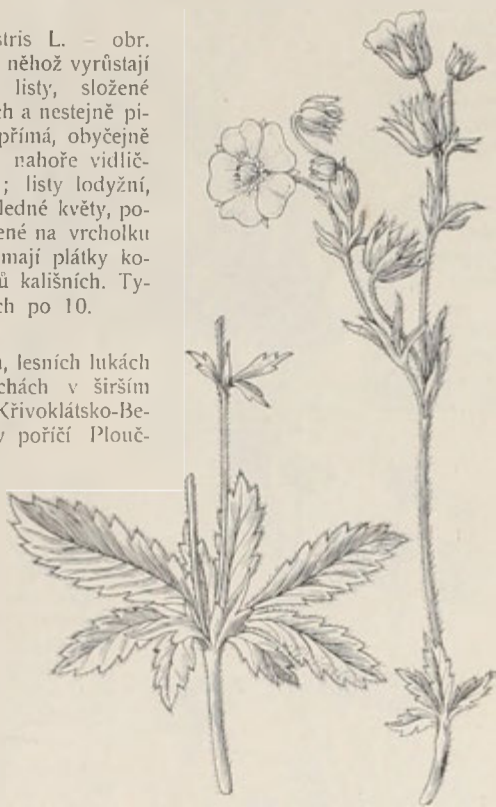 stris L. – obr.
něhož vyrůstají
listy, složené
ch a nestejně pi-
přímá, obyčejně
nahoře vidlič-
; listy lodyžní,
ledné květy, po-
ené na vrcholku
mají plátky ko-
ů kališních. Ty-
ch po 10.
, lesních lukách
chách v širším
Křivoklátsko-Be-
v poříčí Plouč-